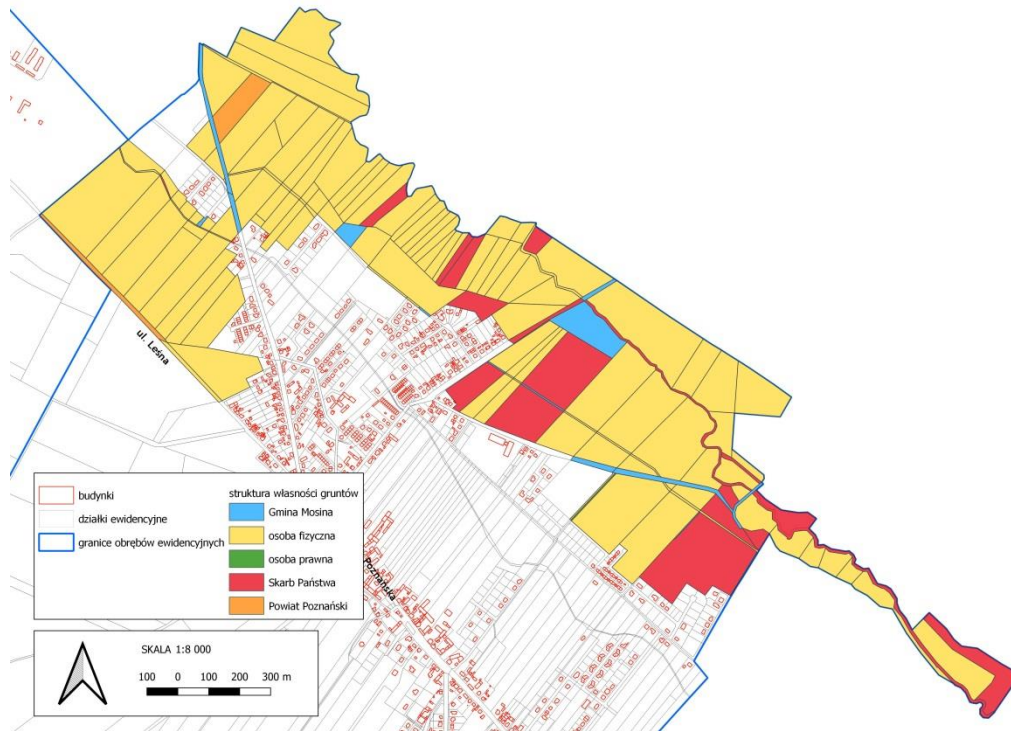 ul. Leśna
Poznańska
budynki
działki ewidencyjne
granice obrębów ewidencyjnych
struktura własności gruntów
Gmina Mosina
osoba fizyczna
osoba prawna
Skarb Państwa
Powiat Poznański
SKALA 1:8 000
100 0 100 200 300 m